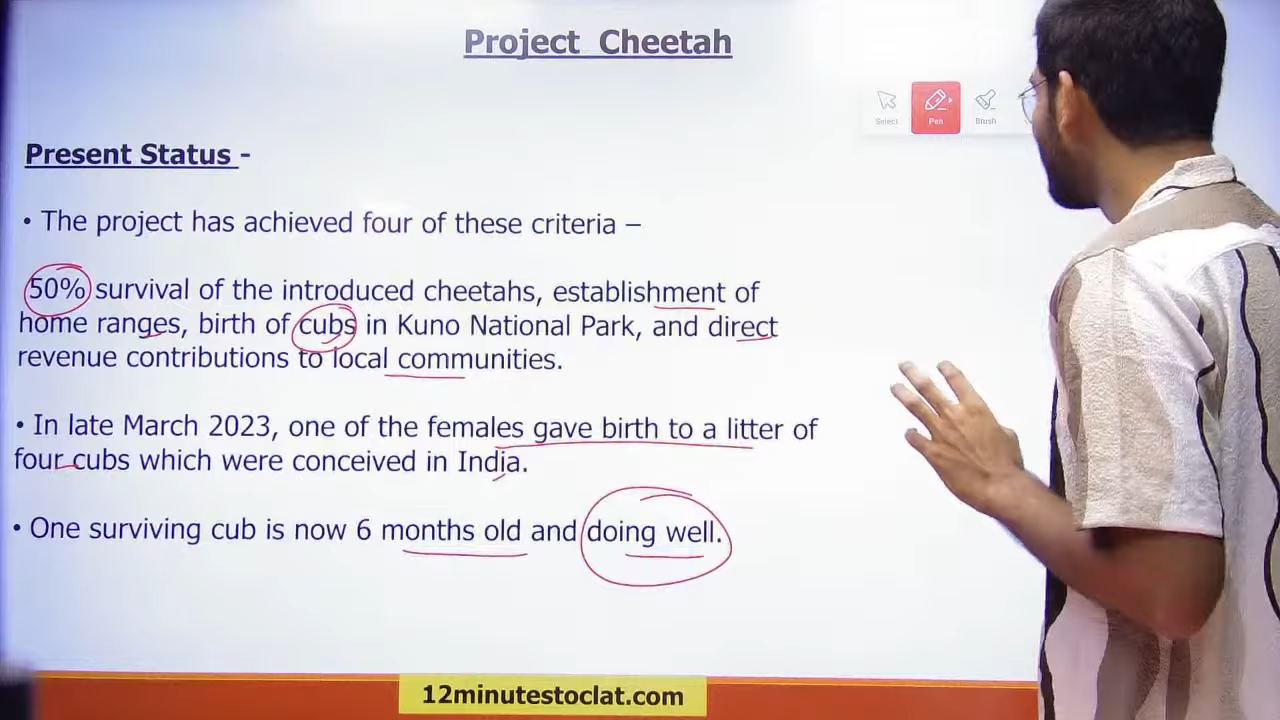 Project Cheetah
Select Pen Brush
Present Status -
• The project has achieved four of these criteria –
50% survival of the introduced cheetahs, establishment of
home ranges, birth of cubs in Kuno National Park, and direct
revenue contributions to local communities.
• In late March 2023, one of the females gave birth to a litter of
four cubs which were conceived in India.
• One surviving cub is now 6 months old and doing well.
12minutestoclat.com